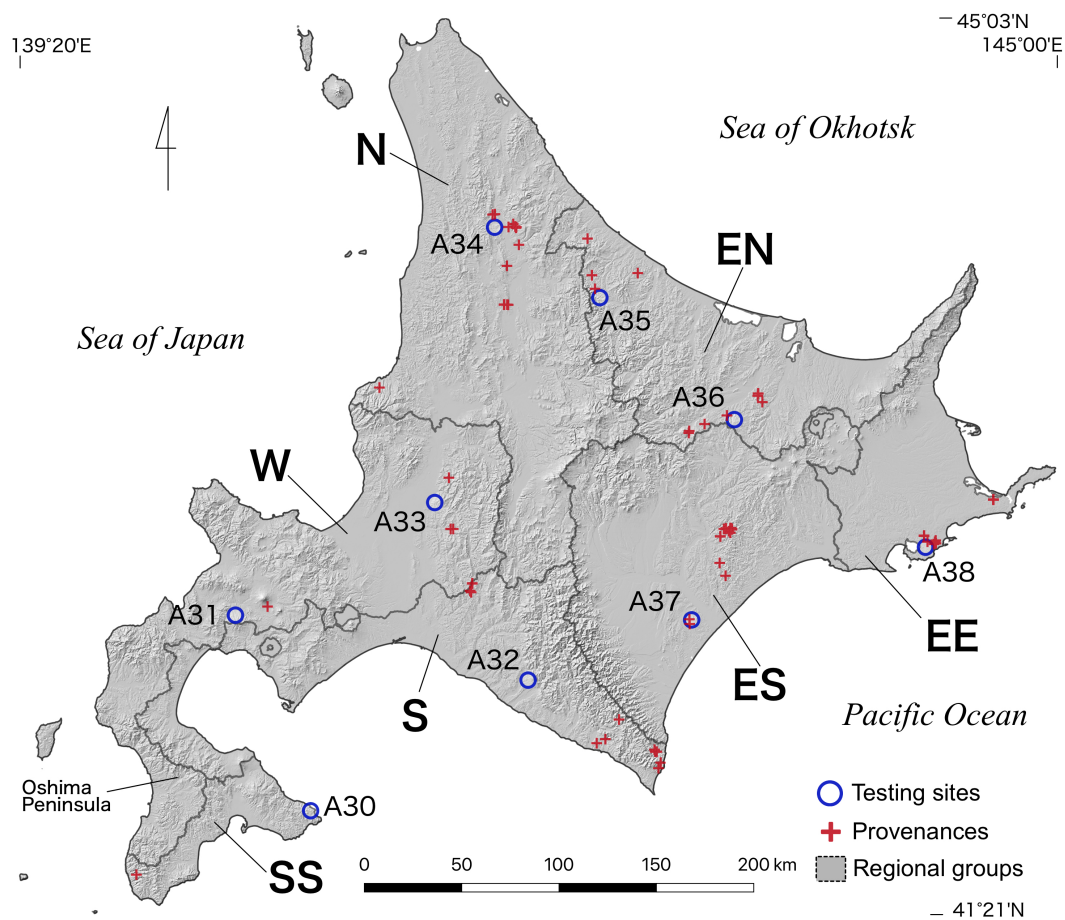 45°03'N
139°20'E
145°00'E
Sea of Okhotsk
N
A34
EN
A35
Sea of Japan
A36
W
A33
A38
A37
A31
EE
A32
ES
S
Pacific Ocean
Oshima
Peninsula
A30
Testing sites
Provenances
0 50 100 150 200 km
Regional groups
SS
41°21'N